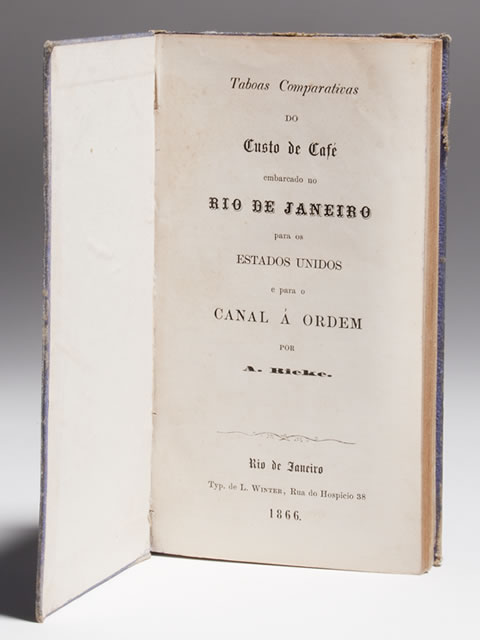 Taboas Comparativas
DO
Custo de Café
embarcado no
RIO DE JANEIRO
para os
ESTADOS UNIDOS
e para o
CANAL Á ORDEM
POR
A. Rieke.
Rio de Janeiro
Typ. de L. WINTER, Rua do Hospicio 38
1866.